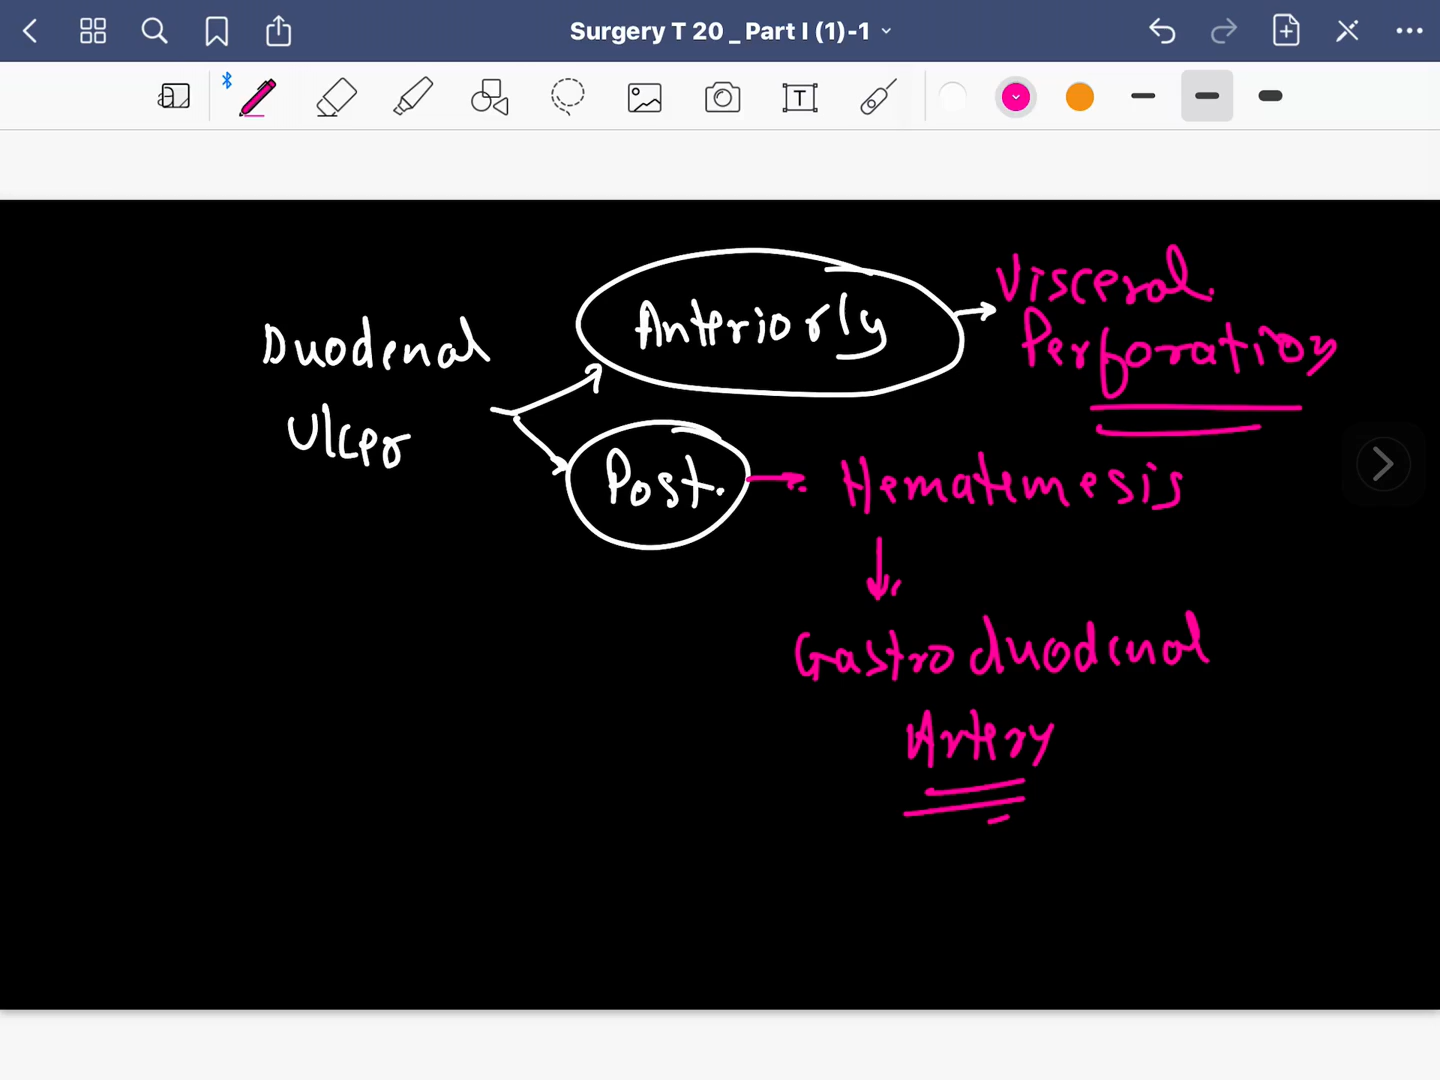 Surgery T 20 _ Part I (1)-1
Duodenal
Ulcer
Anteriorly
Visceral
Perforation
Post.
Hematemesis
Gastroduodenal
Artery